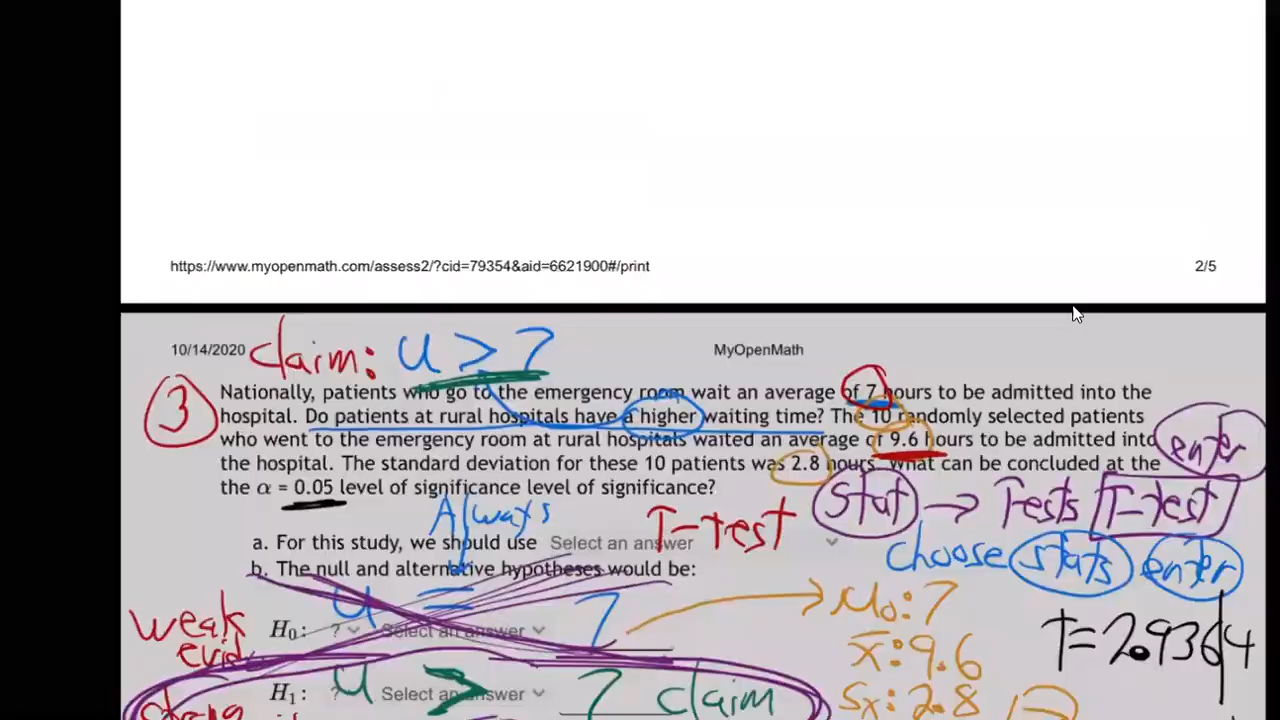 https://www.myopenmath.com/assess2/?cid=79354&aid=6621900#/print 2/5
10/14/2020 claim: u > 7 MyOpenMath
3 Nationally, patients who go to the emergency room wait an average of 7 hours to be admitted into the
hospital. Do patients at rural hospitals have a higher waiting time? The 10 randomly selected patients
who went to the emergency room at rural hospitals waited an average of 9.6 hours to be admitted into
the hospital. The standard deviation for these 10 patients was 2.8 hours. What can be concluded at the
the α = 0.05 level of significance level of significance?
enter
Stat → Tests T-test
Always
a. For this study, we should use Select an answer T-test
choose stats enter
b. The null and alternative hypotheses would be:
weak
evid
H₀: ? u Select an answer = 7
μ₀: 7
x̄: 9.6
Sx: 2.8
t=2.9364
H₁: ? u Select an answer > 7 claim
strong